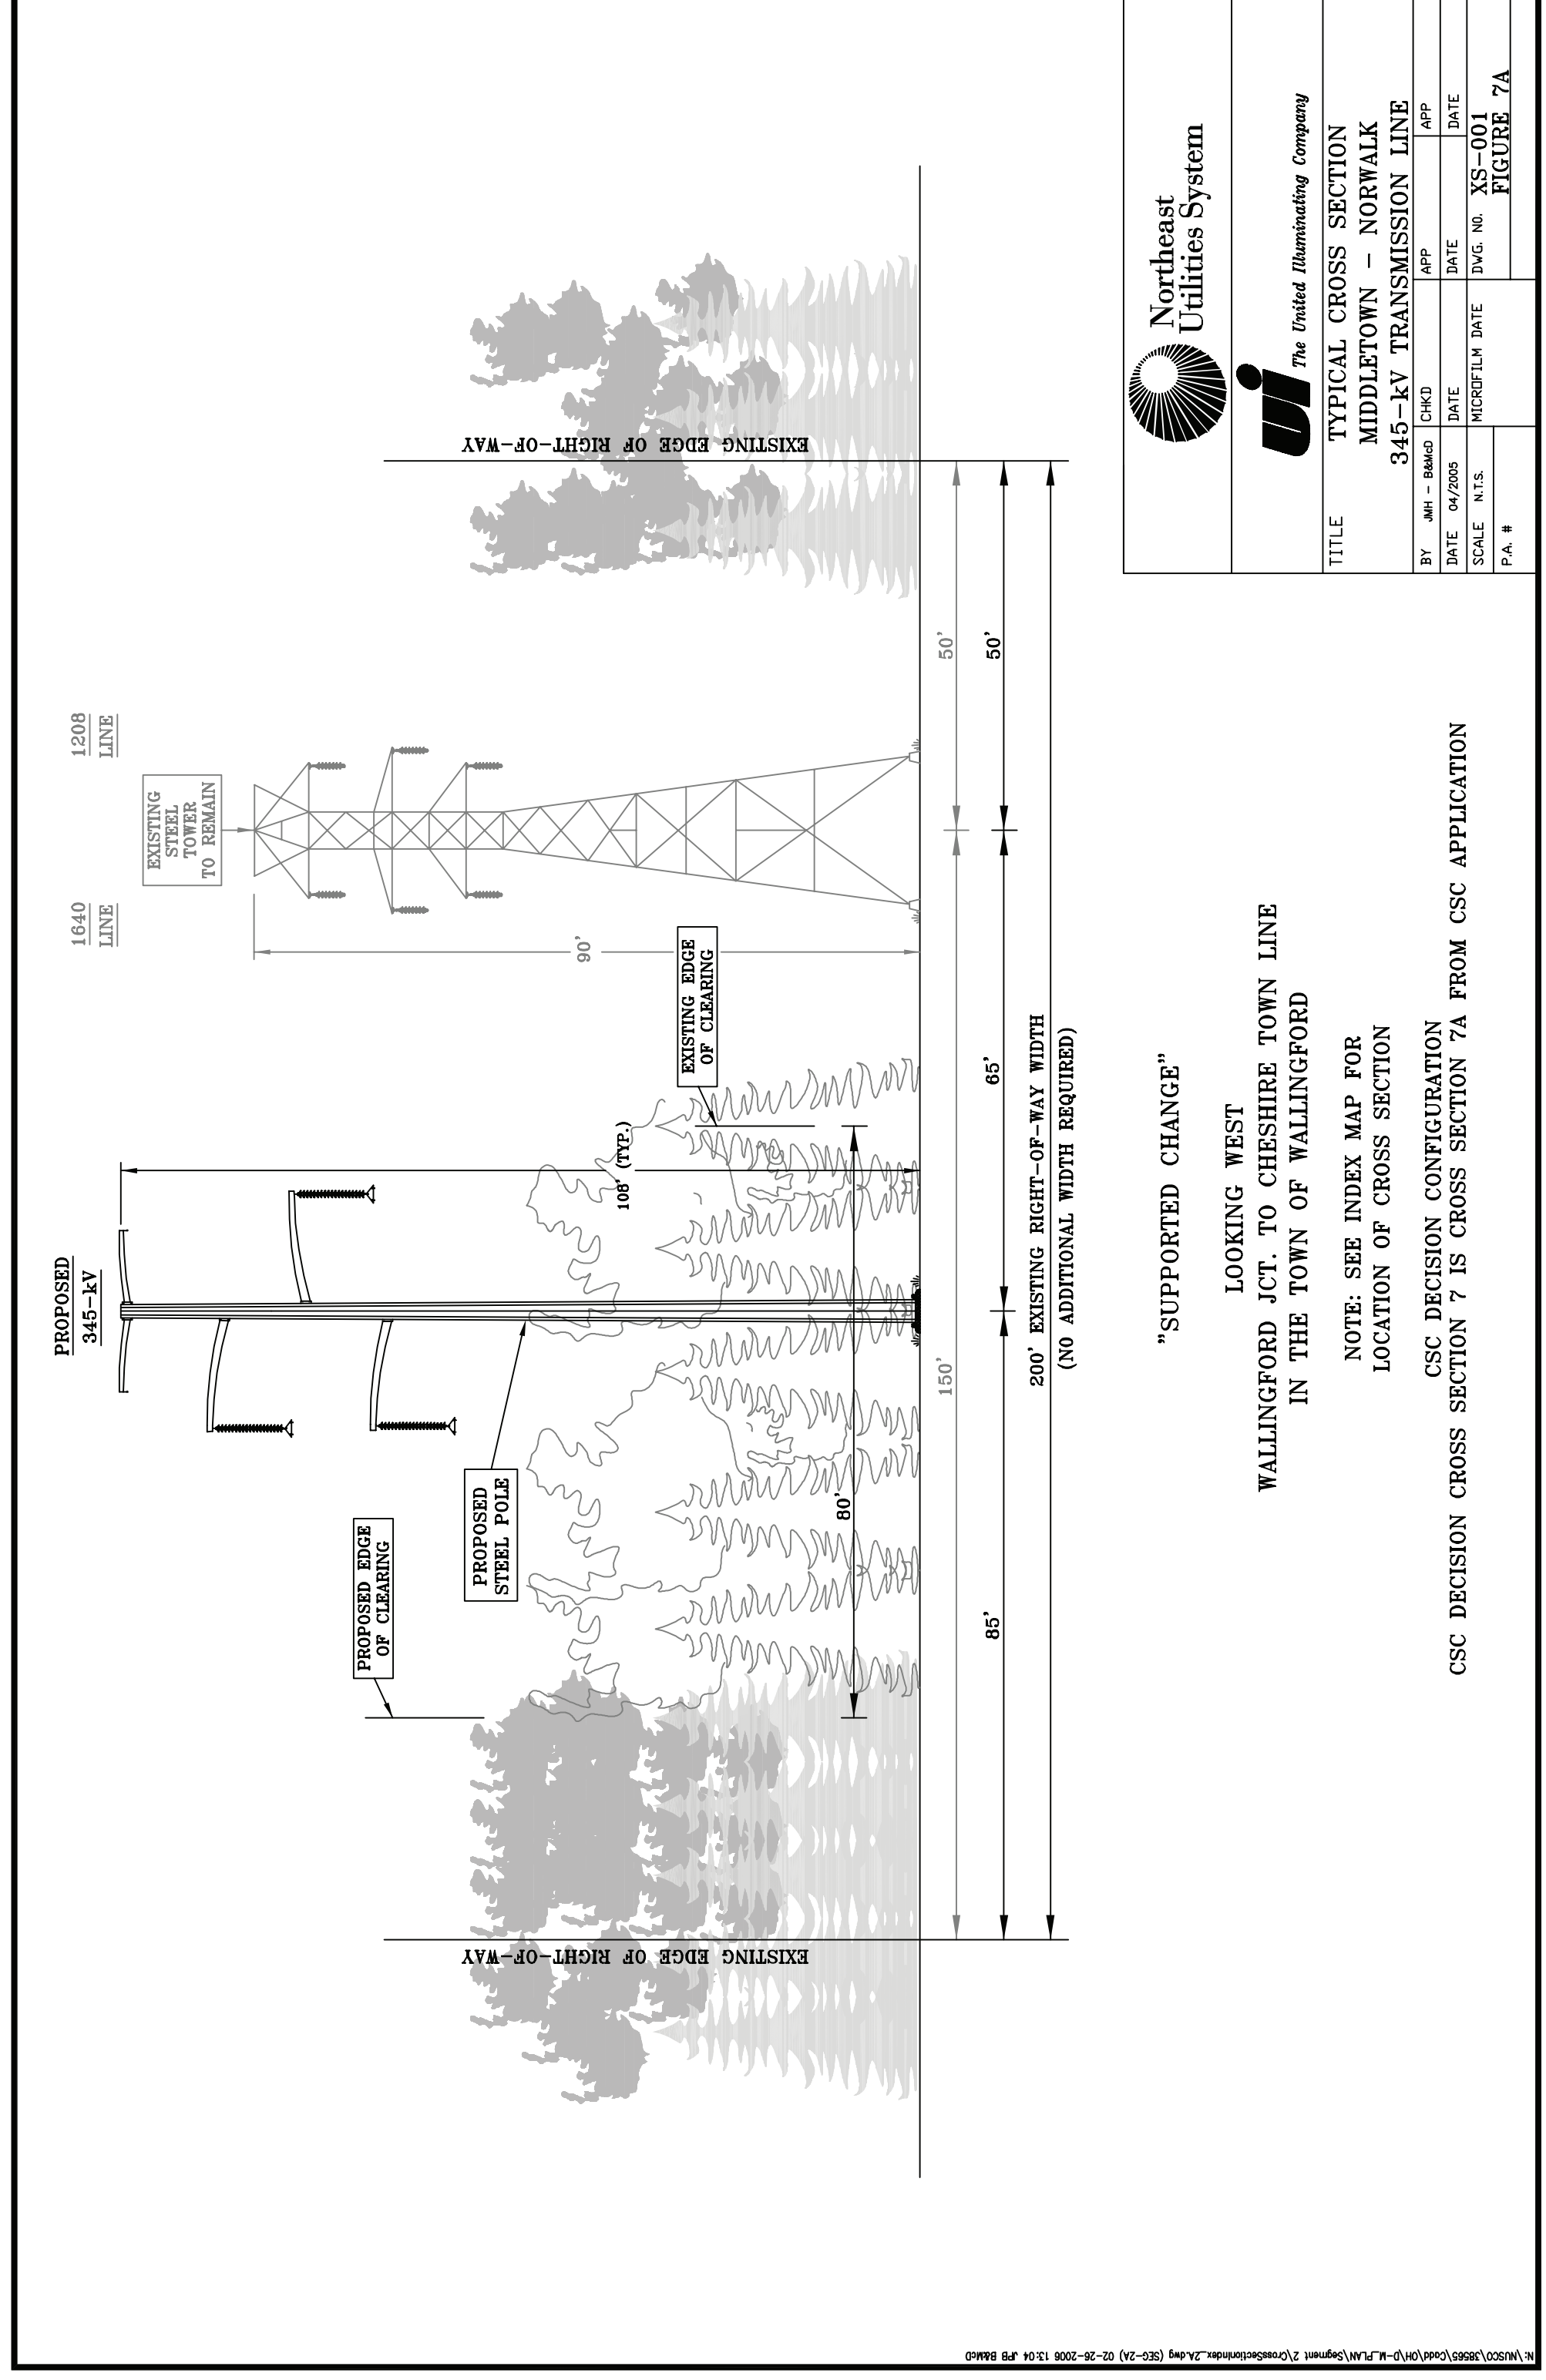 PROPOSED
345-kV
1640
LINE
1208
LINE
EXISTING
STEEL
TOWER
TO REMAIN
PROPOSED EDGE
OF CLEARING
PROPOSED
STEEL POLE
108' (TYP.)
90'
EXISTING EDGE
OF CLEARING
EXISTING EDGE OF RIGHT-OF-WAY
EXISTING EDGE OF RIGHT-OF-WAY
80'
150'
50'
85'
65'
50'
200' EXISTING RIGHT-OF-WAY WIDTH
(NO ADDITIONAL WIDTH REQUIRED)
"SUPPORTED CHANGE"
LOOKING WEST
WALLINGFORD JCT. TO CHESHIRE TOWN LINE
IN THE TOWN OF WALLINGFORD
NOTE: SEE INDEX MAP FOR
LOCATION OF CROSS SECTION
CSC DECISION CONFIGURATION
CSC DECISION CROSS SECTION 7 IS CROSS SECTION 7A FROM CSC APPLICATION
Northeast
Utilities System
UI The United Illuminating Company
TITLE TYPICAL CROSS SECTION
MIDDLETOWN - NORWALK
345-kV TRANSMISSION LINE
BY JMH - B&McD CHKD APP APP
DATE 04/2005 DATE DATE DATE
SCALE N.T.S. MICROFILM DATE DWG. NO. XS-001
P.A. # FIGURE 7A
N:\NUSCO\38565\Cadd\OH\D-M_PLAN\Segment 2\CrossSectionIndex_2A.dwg (SEG-2A) 02-26-2006 13:04 JPB B&McD